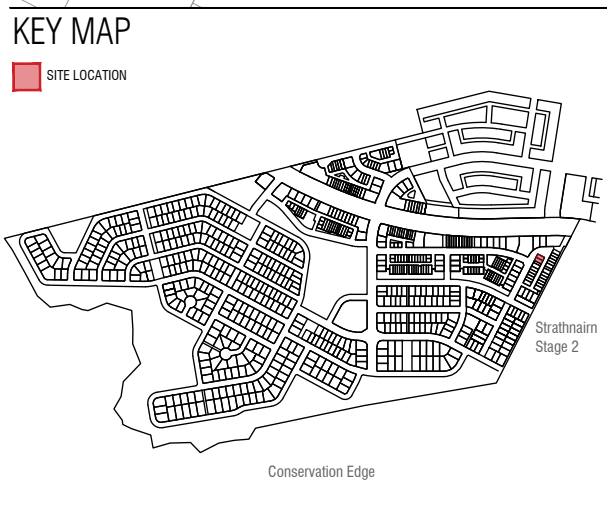 KEY MAP
SITE LOCATION
Strathnairn
Stage 2
Conservation Edge